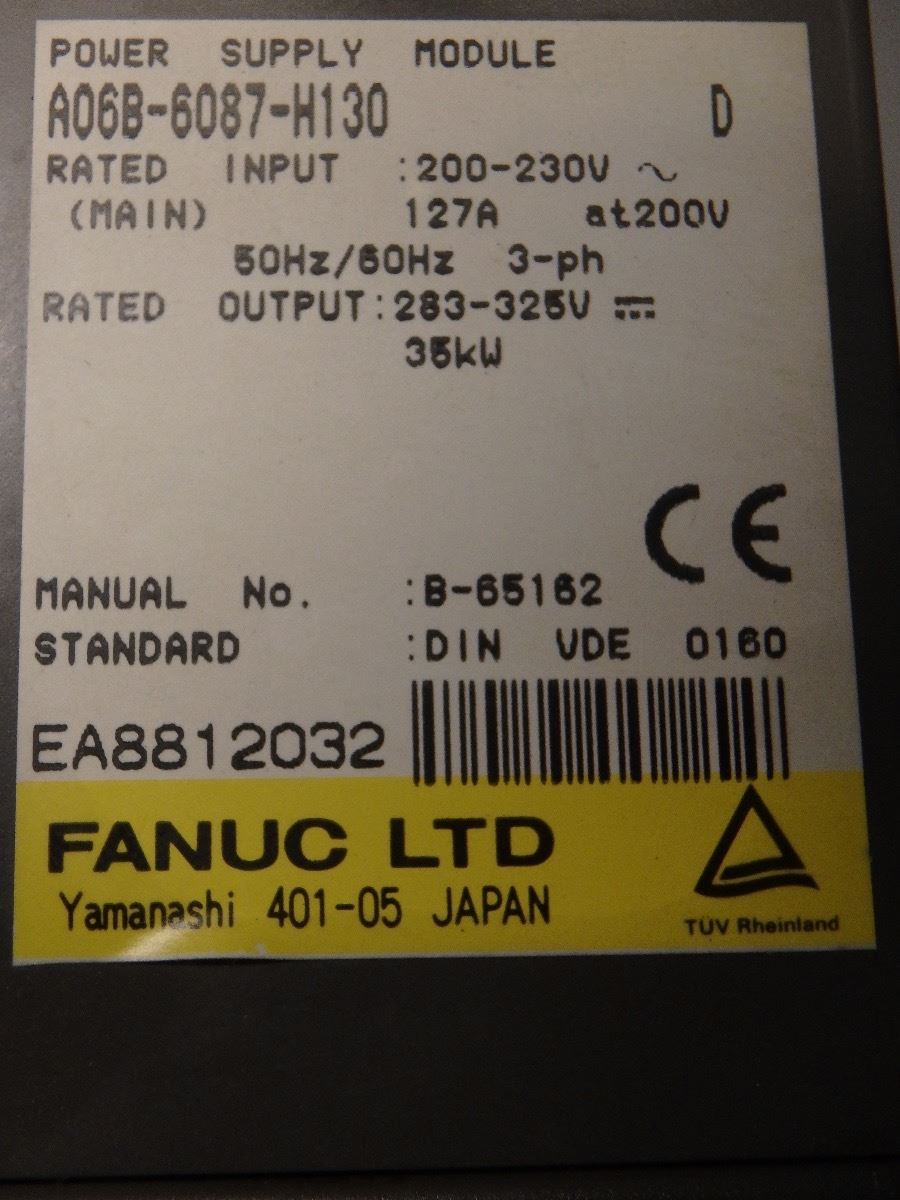 POWER SUPPLY MODULE
A06B-6087-H130 D
RATED INPUT :200-230V ~
(MAIN) 127A at200V
50Hz/60Hz 3-ph
RATED OUTPUT:283-325V ⎓
35kW
CE
MANUAL No. :B-65162
STANDARD :DIN VDE 0160
EA8812032
FANUC LTD
Yamanashi 401-05 JAPAN
TÜV Rheinland